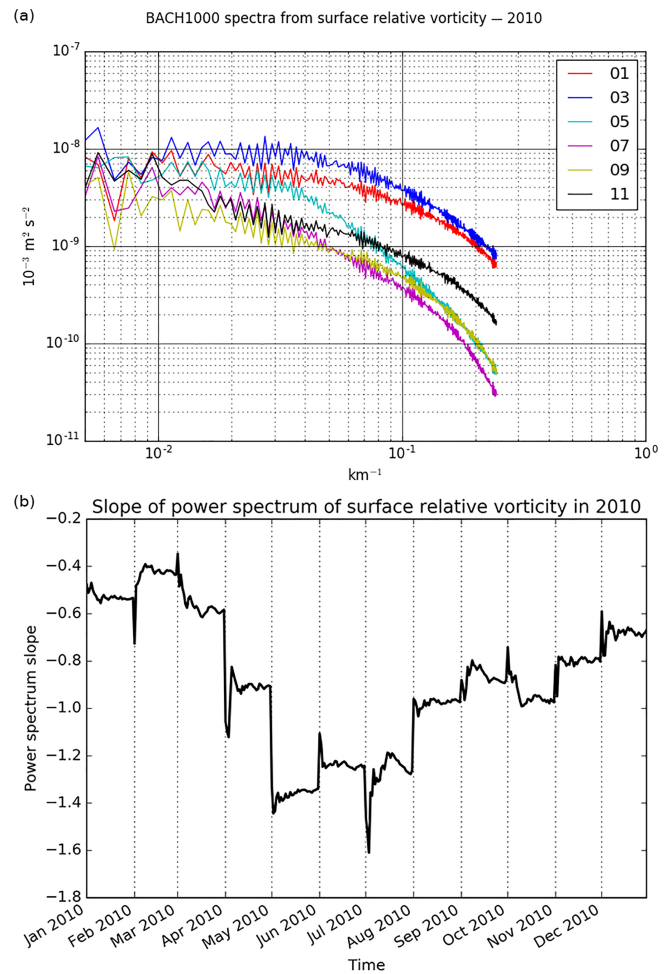 (a)
BACH1000 spectra from surface relative vorticity — 2010
10⁻⁷
10⁻⁸
10⁻⁹
10⁻¹⁰
10⁻¹¹
10⁻³ m² s⁻²
01
03
05
07
09
11
10⁻² 10⁻¹ 10⁰
km⁻¹
(b)
Slope of power spectrum of surface relative vorticity in 2010
−0.2
−0.4
−0.6
−0.8
−1.0
−1.2
−1.4
−1.6
−1.8
Power spectrum slope
Jan 2010 Feb 2010 Mar 2010 Apr 2010 May 2010 Jun 2010 Jul 2010 Aug 2010 Sep 2010 Oct 2010 Nov 2010 Dec 2010
Time